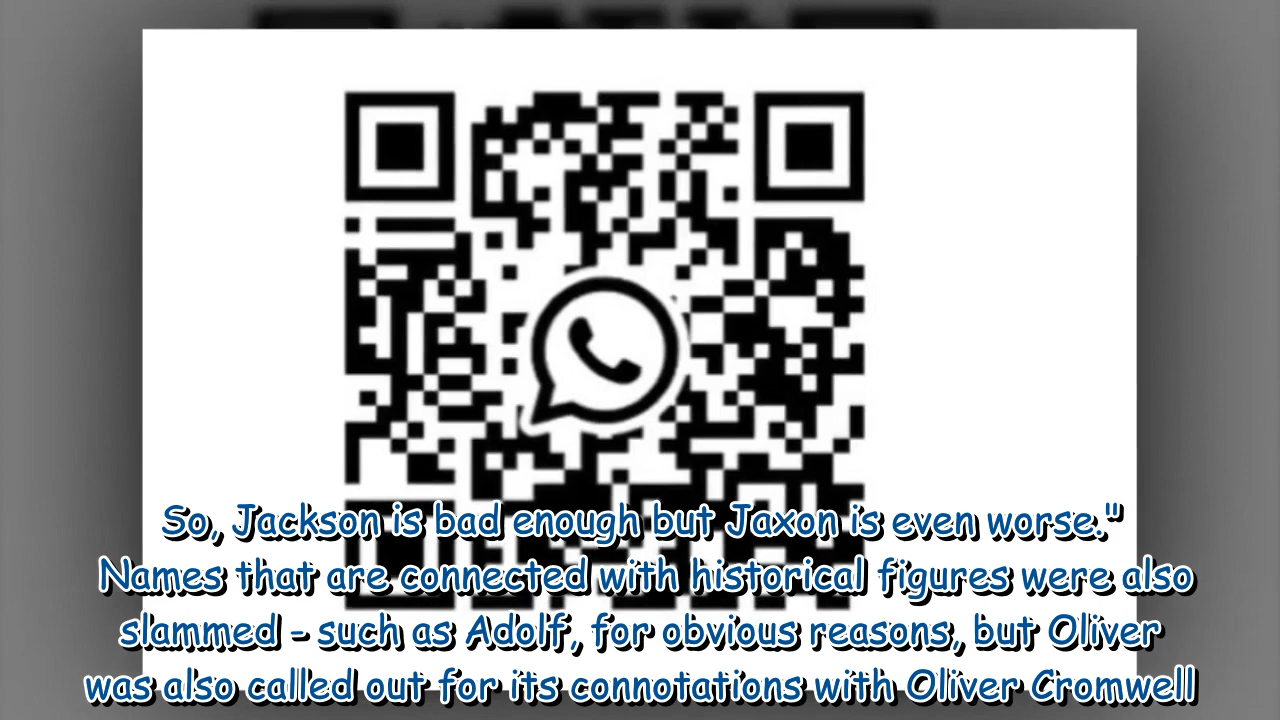 So, Jackson is bad enough but Jaxon is even worse."
Names that are connected with historical figures were also
slammed - such as Adolf, for obvious reasons, but Oliver
was also called out for its connotations with Oliver Cromwell